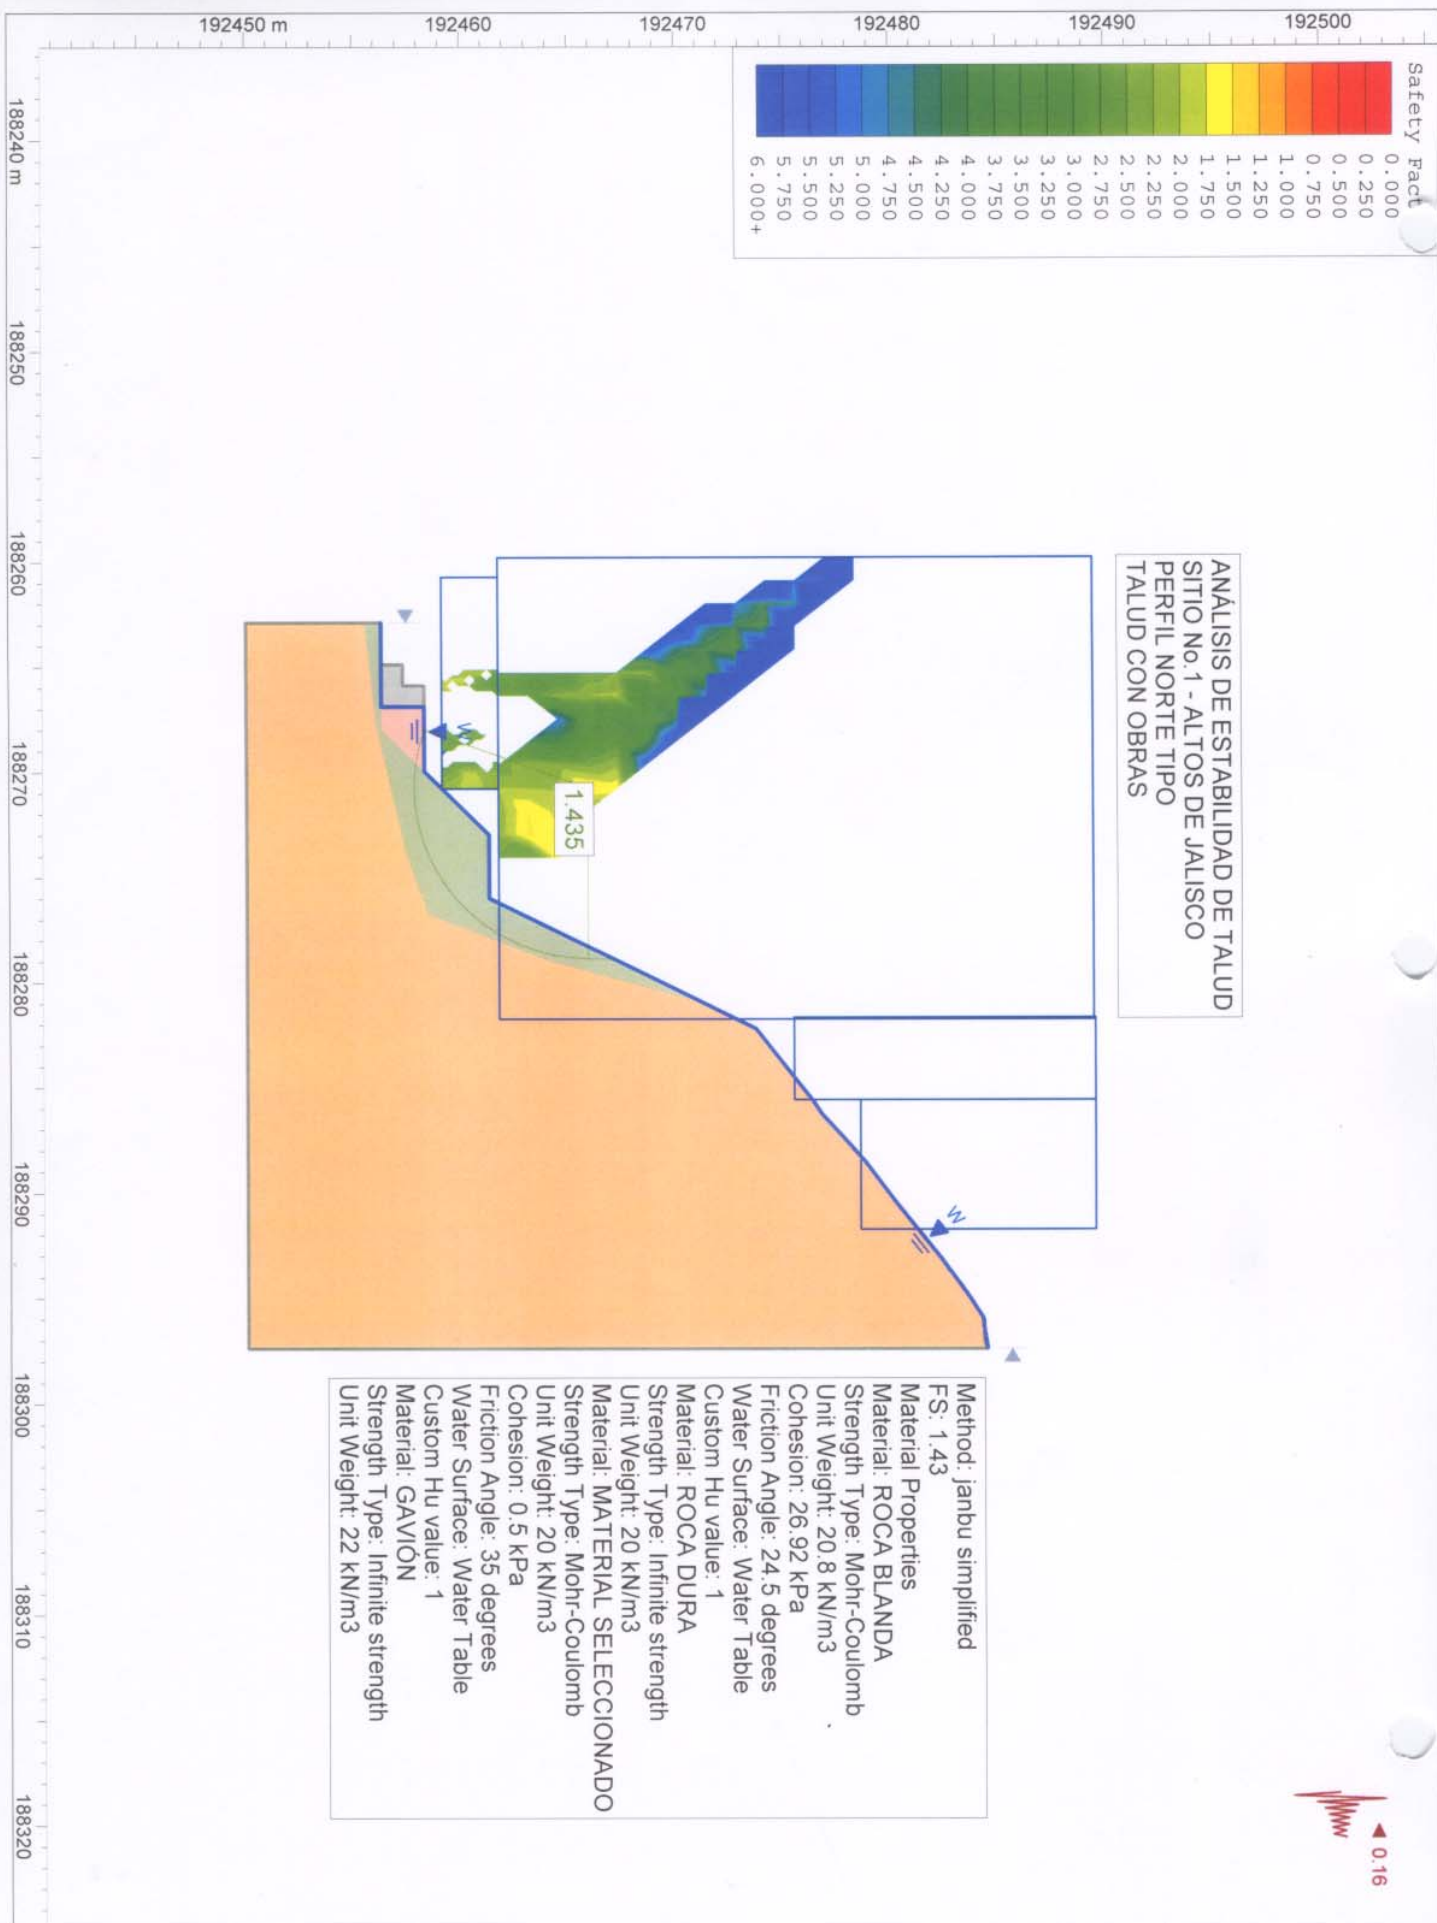 Safety Fact
0.000
0.250
0.500
0.750
1.000
1.250
1.500
1.750
2.000
2.250
2.500
2.750
3.000
3.250
3.500
3.750
4.000
4.250
4.500
4.750
5.000
5.250
5.500
5.750
6.000+
ANÁLISIS DE ESTABILIDAD DE TALUD
SITIO No.1 - ALTOS DE JALISCO
PERFIL NORTE TIPO
TALUD CON OBRAS
0.16
192500
192490
192480
192470
192460
192450 m
W
W
1.435
Method: janbu simplified
FS: 1.43
Material Properties
Material: ROCA BLANDA
Strength Type: Mohr-Coulomb
Unit Weight: 20.8 kN/m3
Cohesion: 26.92 kPa
Friction Angle: 24.5 degrees
Water Surface: Water Table
Custom Hu value: 1
Material: ROCA DURA
Strength Type: Infinite strength
Unit Weight: 20 kN/m3
Material: MATERIAL SELECCIONADO
Strength Type: Mohr-Coulomb
Unit Weight: 20 kN/m3
Cohesion: 0.5 kPa
Friction Angle: 35 degrees
Water Surface: Water Table
Custom Hu value: 1
Material: GAVIÓN
Strength Type: Infinite strength
Unit Weight: 22 kN/m3
188240 m
188250
188260
188270
188280
188290
188300
188310
188320